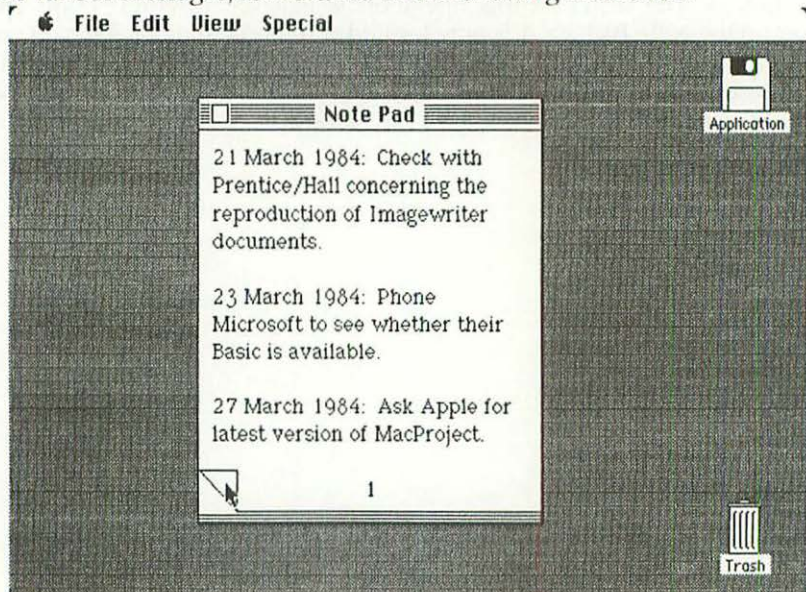 File Edit View Special
Application
Note Pad
21 March 1984: Check with
Prentice/Hall concerning the
reproduction of Imagewriter
documents.
23 March 1984: Phone
Microsoft to see whether their
Basic is available.
27 March 1984: Ask Apple for
latest version of MacProject.
1
Trash